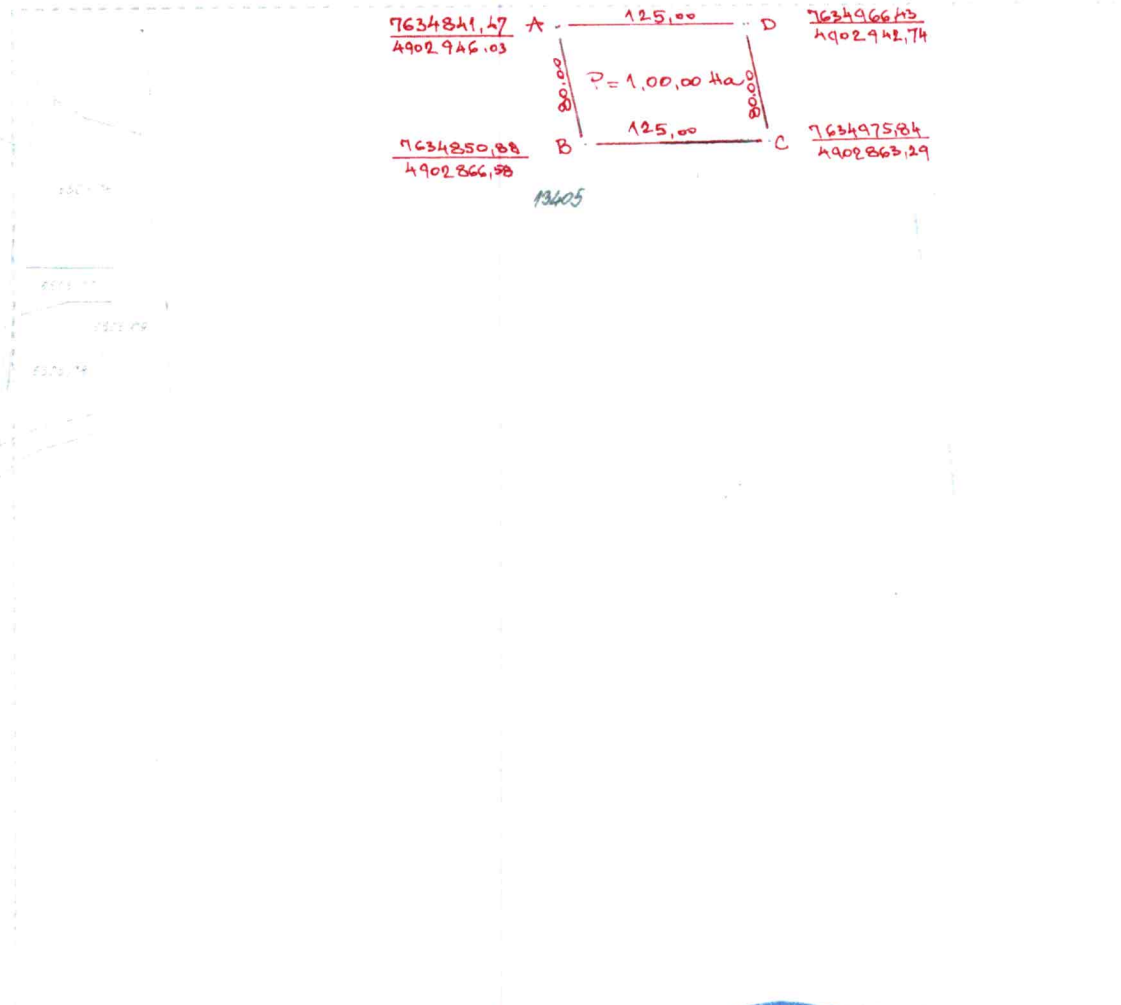 7634841,47 A 125,00 D 7634966,43
4902946.03 4902942,74
80.00 P=1,00,00 Ha 80.00
7634850,88 B 125,00 C 7634975,84
4902866,58 4902863,29
13405